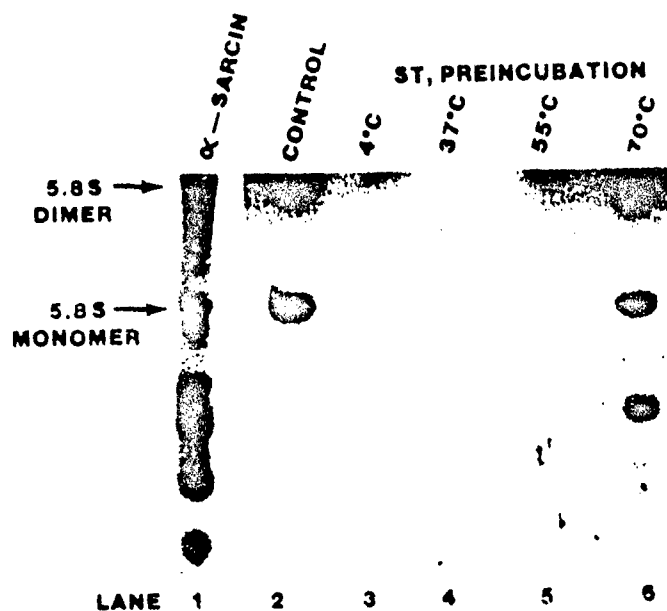 α—SARCIN
CONTROL
ST, PREINCUBATION
4°C
37°C
55°C
70°C
5.8S
DIMER
5.8S
MONOMER
LANE 1 2 3 4 5 6